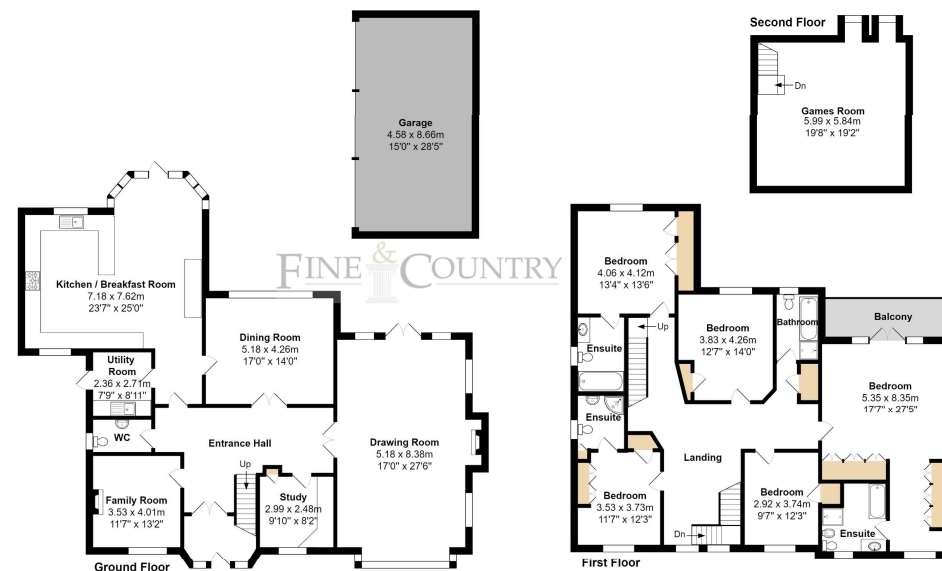 Second Floor
Dn
Games Room
5.99 x 5.84m
19'8" x 19'2"
Garage
4.58 x 8.66m
15'0" x 28'5"
FINE & COUNTRY
Kitchen / Breakfast Room
7.18 x 7.62m
23'7" x 25'0"
Dining Room
5.18 x 4.26m
17'0" x 14'0"
Utility
Room
2.36 x 2.71m
7'9" x 8'11"
WC
Entrance Hall
Up
Drawing Room
5.18 x 8.38m
17'0" x 27'6"
Family Room
3.53 x 4.01m
11'7" x 13'2"
Study
2.99 x 2.48m
9'10" x 8'2"
Ground Floor
Bedroom
4.06 x 4.12m
13'4" x 13'6"
Up
Ensuite
Bedroom
3.83 x 4.26m
12'7" x 14'0"
Bathroom
Balcony
Bedroom
5.35 x 8.35m
17'7" x 27'5"
Ensuite
Landing
Bedroom
3.53 x 3.73m
11'7" x 12'3"
Dn
Bedroom
2.92 x 3.74m
9'7" x 12'3"
Ensuite
First Floor